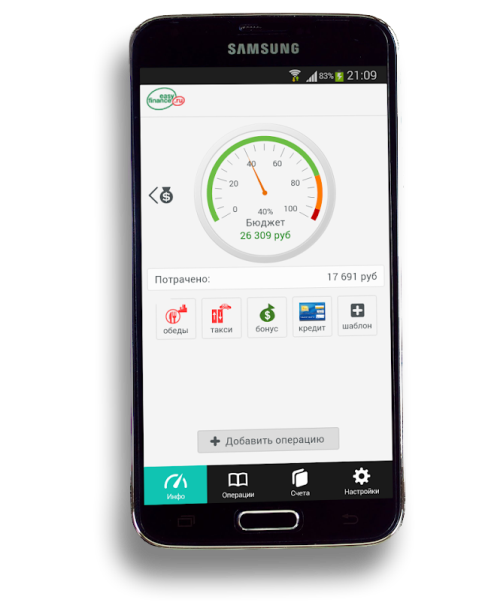 SAMSUNG
83% 21:09
easy
finance.ru
0 20 40 60 80 100
40%
Бюджет
26 309 руб
Потрачено: 17 691 руб
обеды такси бонус кредит шаблон
Добавить операцию
Инфо Операции Счета Настройки